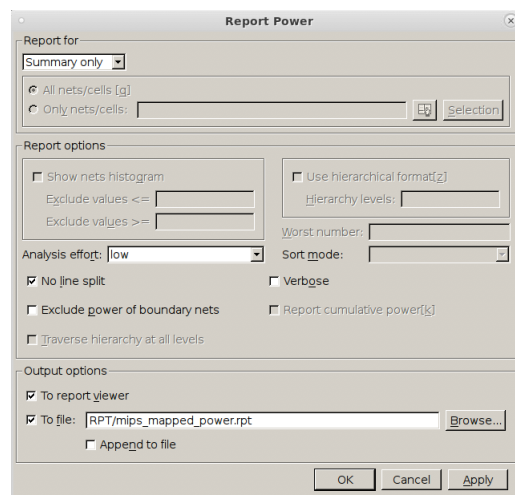 Report Power
Report for
Summary only
All nets/cells [g]
Only nets/cells:
Selection
Report options
Show nets histogram
Exclude values <=
Exclude values >=
Use hierarchical format[z]
Hierarchy levels:
Worst number:
Analysis effort: low
Sort mode:
No line split
Verbose
Exclude power of boundary nets
Report cumulative power[k]
Traverse hierarchy at all levels
Output options
To report viewer
To file: RPT/mips_mapped_power.rpt
Browse...
Append to file
OK Cancel Apply